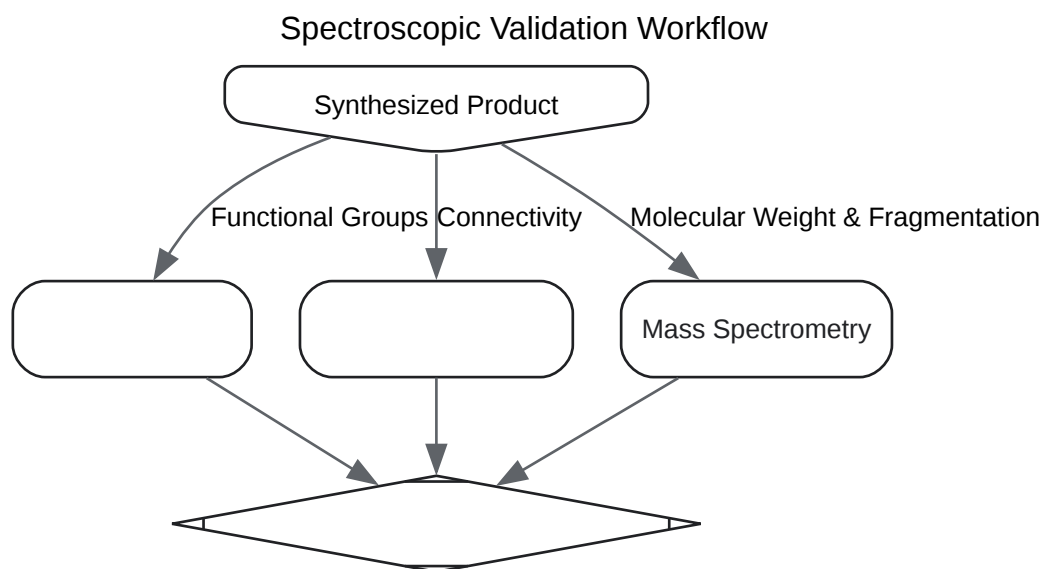 Spectroscopic Validation Workflow
Synthesized Product
Functional Groups
Connectivity
Molecular Weight & Fragmentation
Mass Spectrometry